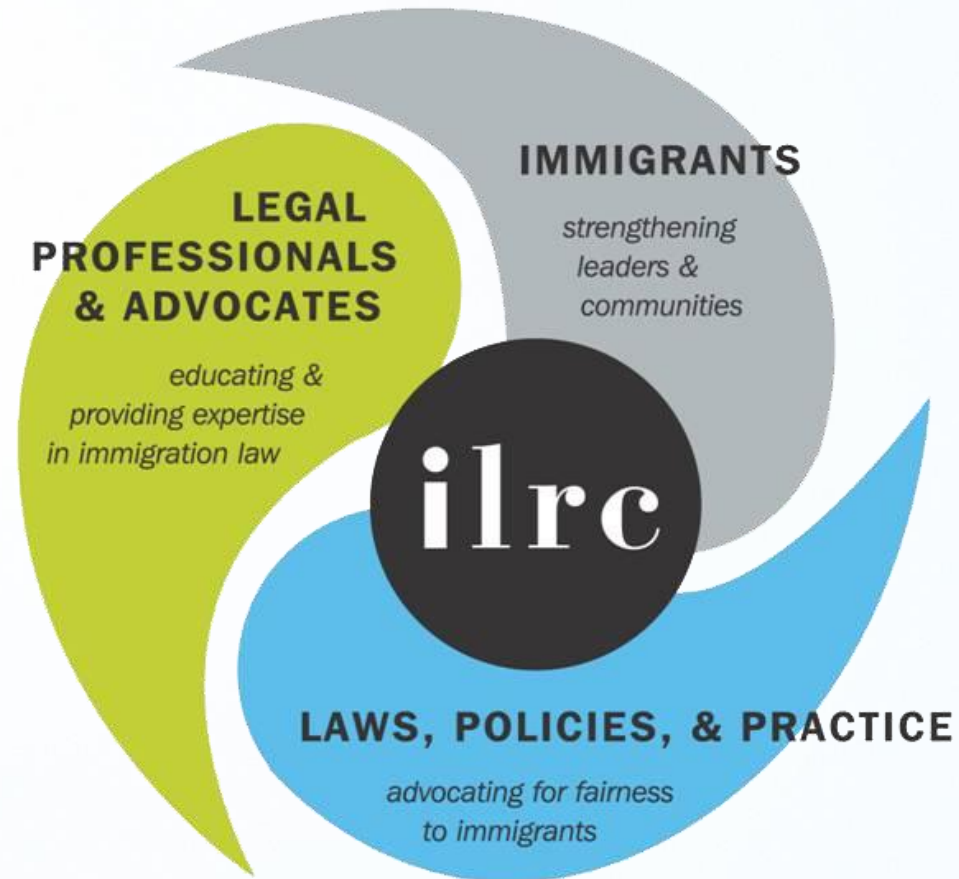 LEGAL
PROFESSIONALS
& ADVOCATES
educating &
providing expertise
in immigration law
IMMIGRANTS
strengthening
leaders &
communities
ilrc
LAWS, POLICIES, & PRACTICE
advocating for fairness
to immigrants